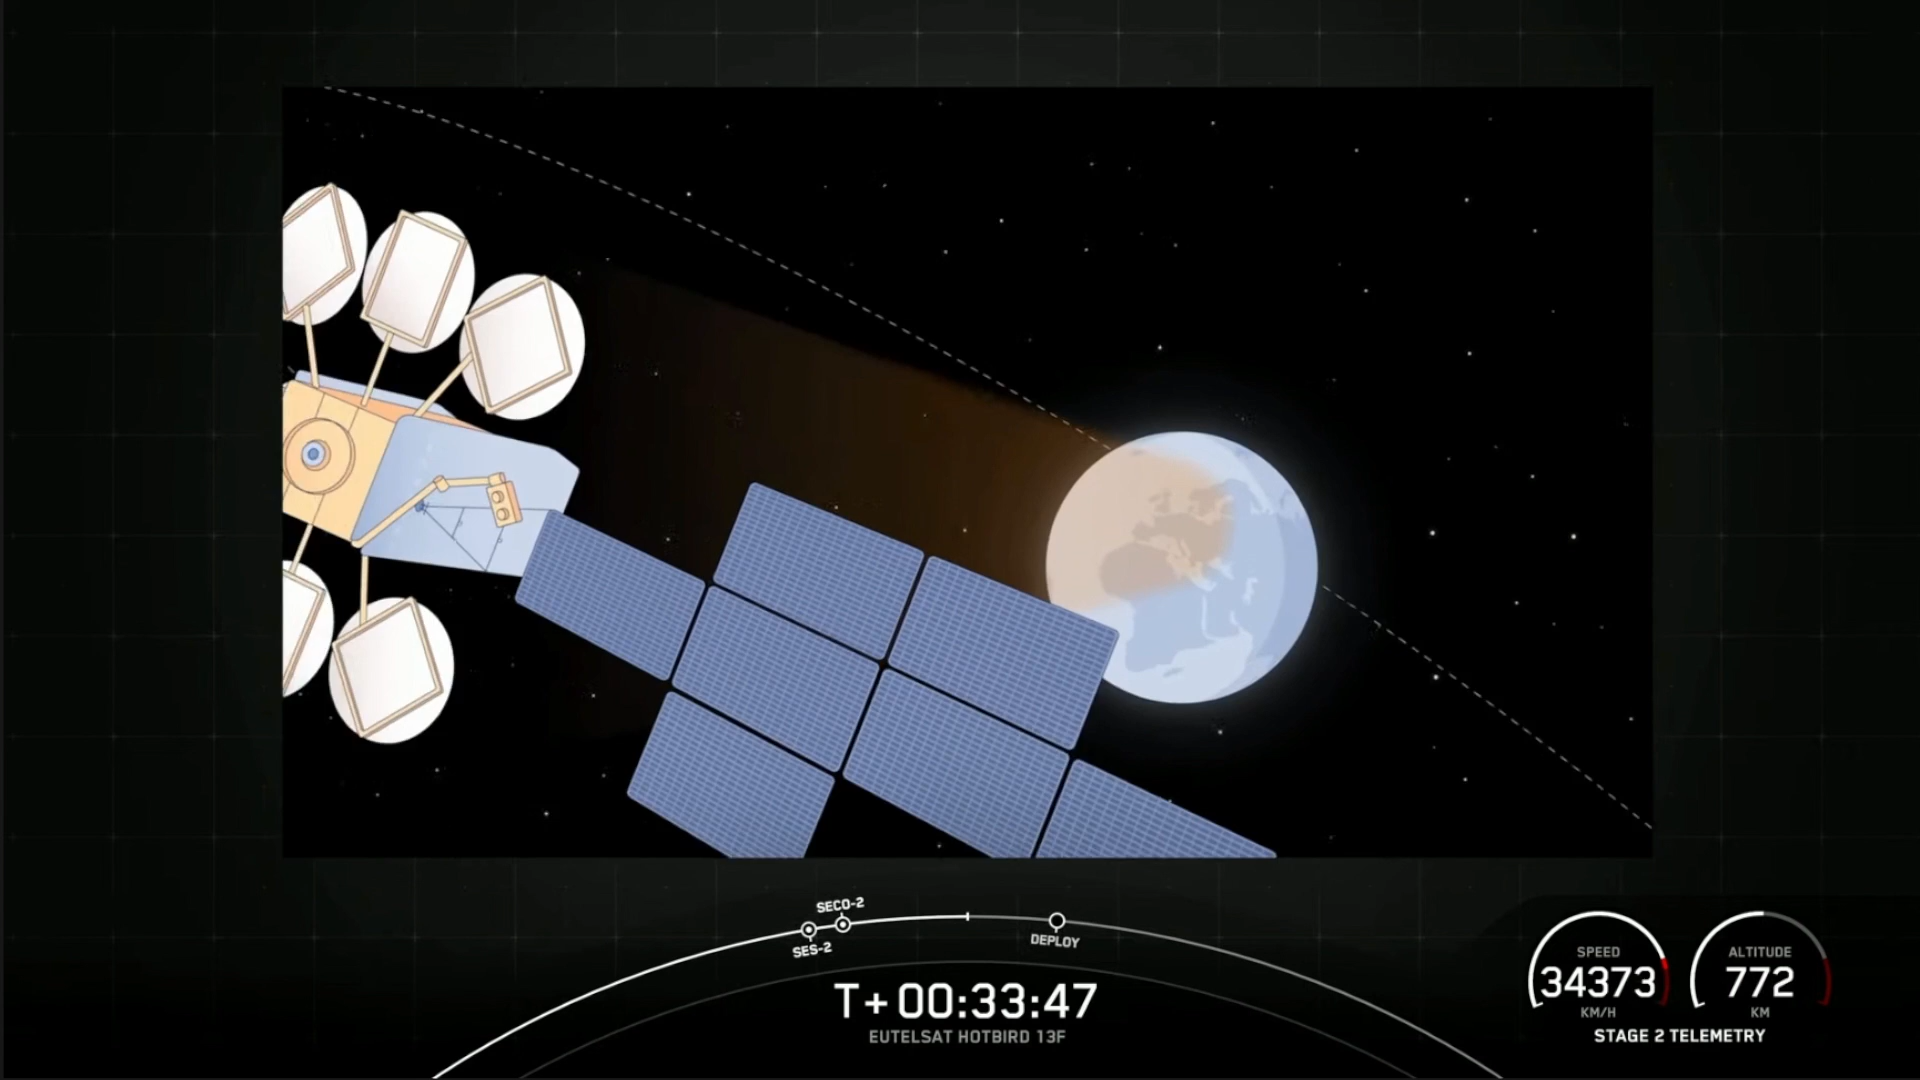 SECO-2
SES-2
DEPLOY
T+00:33:47
EUTELSAT HOTBIRD 13F
SPEED
34373
KM/H
ALTITUDE
772
KM
STAGE 2 TELEMETRY